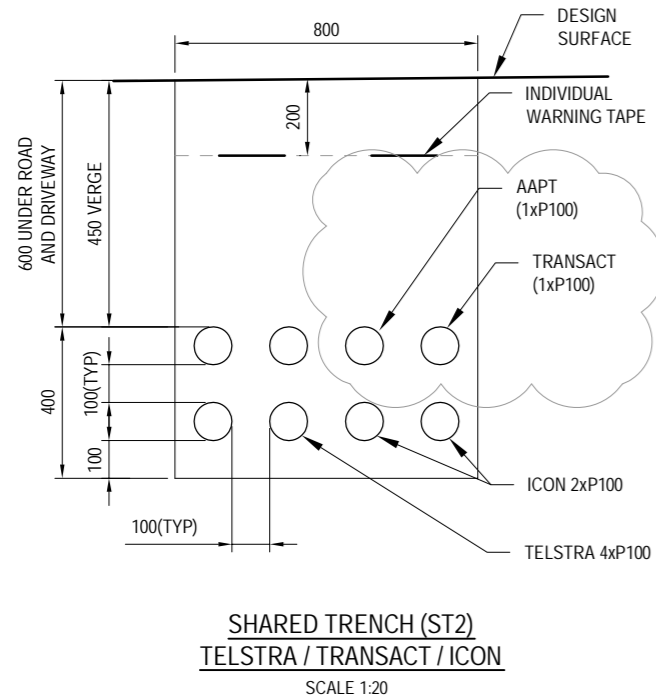 800
DESIGN
SURFACE
200
INDIVIDUAL
WARNING TAPE
600 UNDER ROAD
AND DRIVEWAY
450 VERGE
AAPT
(1xP100)
TRANSACT
(1xP100)
400
100(TYP)
100
100(TYP)
ICON 2xP100
TELSTRA 4xP100
SHARED TRENCH (ST2)
TELSTRA / TRANSACT / ICON
SCALE 1:20